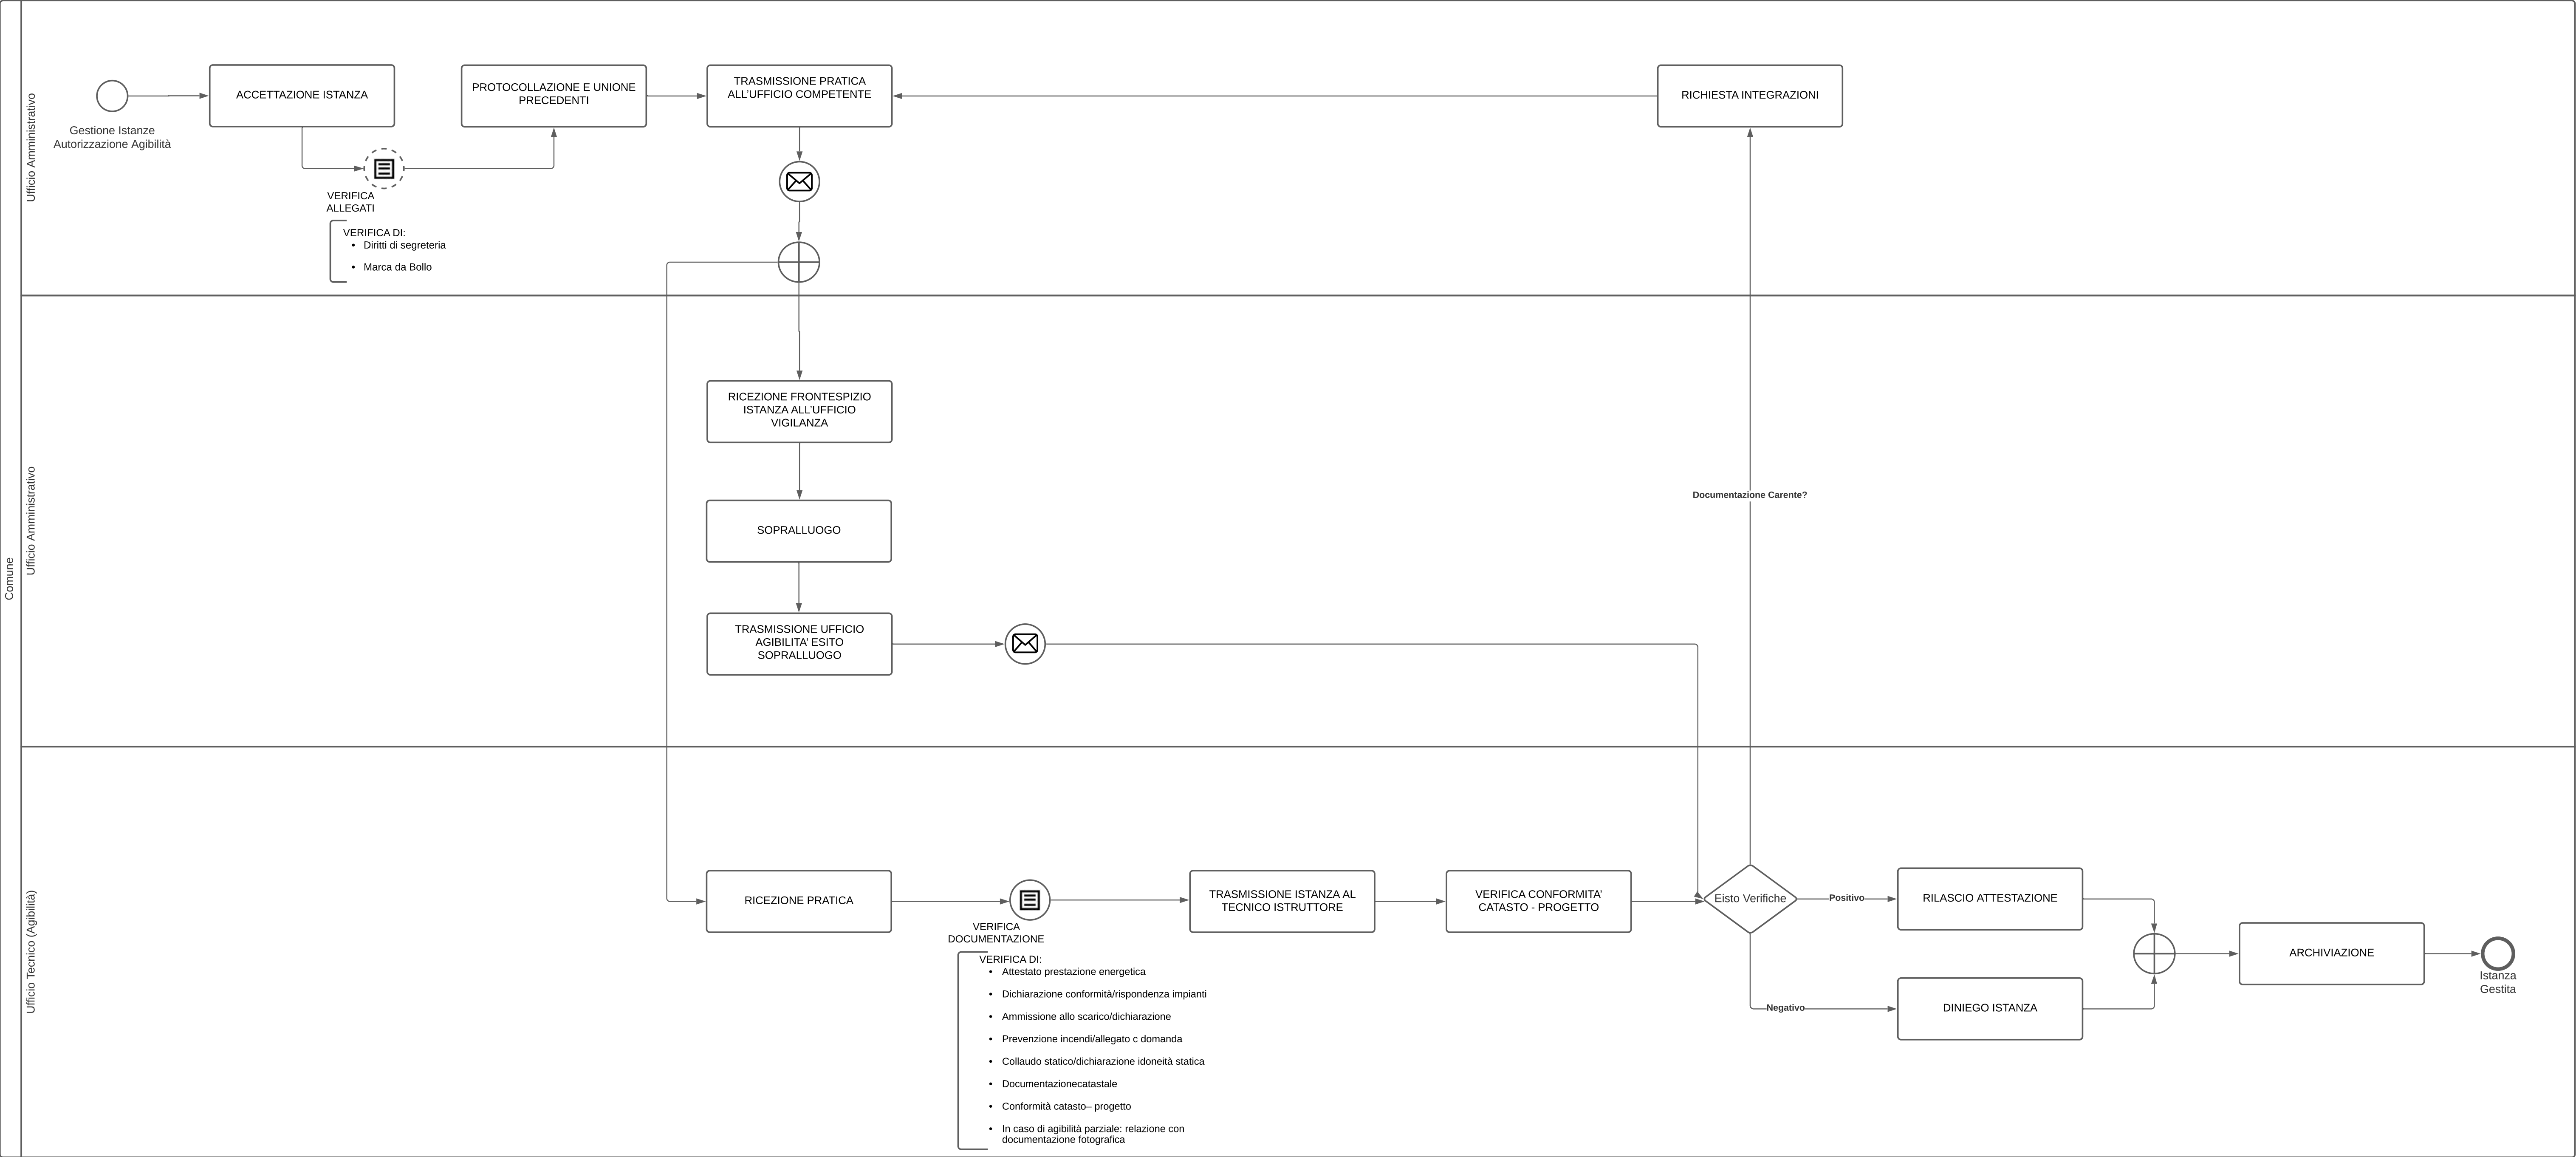 Comune
Ufficio Amministrativo
Gestione Istanze
Autorizzazione Agibilità
ACCETTAZIONE ISTANZA
VERIFICA
ALLEGATI
VERIFICA DI:
• Diritti di segreteria
• Marca da Bollo
PROTOCOLLAZIONE E UNIONE
PRECEDENTI
TRASMISSIONE PRATICA
ALL'UFFICIO COMPETENTE
RICHIESTA INTEGRAZIONI
Ufficio Amministrativo
RICEZIONE FRONTESPIZIO
ISTANZA ALL'UFFICIO
VIGILANZA
SOPRALLUOGO
TRASMISSIONE UFFICIO
AGIBILITA' ESITO
SOPRALLUOGO
Documentazione Carente?
Ufficio Tecnico (Agibilità)
RICEZIONE PRATICA
VERIFICA
DOCUMENTAZIONE
VERIFICA DI:
• Attestato prestazione energetica
• Dichiarazione conformità/rispondenza impianti
• Ammissione allo scarico/dichiarazione
• Prevenzione incendi/allegato c domanda
• Collaudo statico/dichiarazione idoneità statica
• Documentazionecatastale
• Conformità catasto– progetto
• In caso di agibilità parziale: relazione con
documentazione fotografica
TRASMISSIONE ISTANZA AL
TECNICO ISTRUTTORE
VERIFICA CONFORMITA'
CATASTO - PROGETTO
Eisto Verifiche
Positivo
RILASCIO ATTESTAZIONE
Negativo
DINIEGO ISTANZA
ARCHIVIAZIONE
Istanza
Gestita